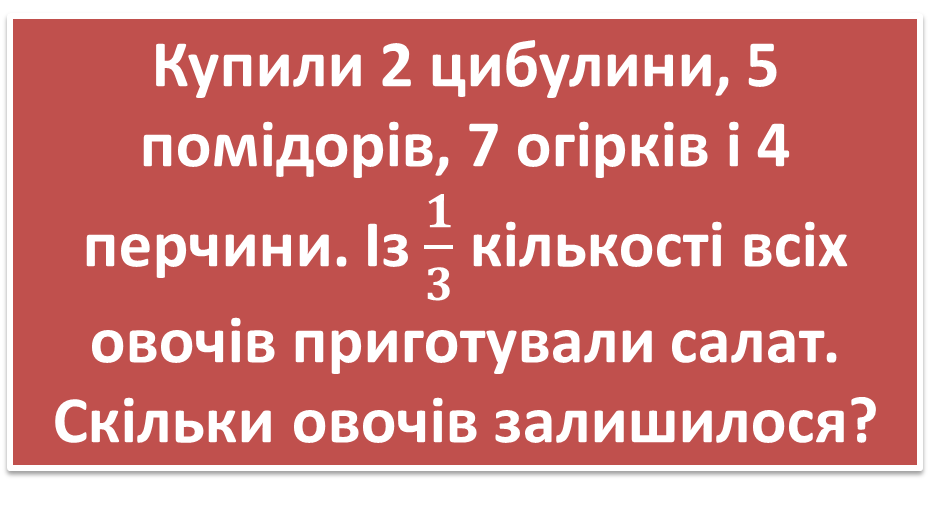 Купили 2 цибулини, 5
помідорів, 7 огірків і 4
перчини. Із 1/3 кількості всіх
овочів приготували салат.
Скільки овочів залишилося?